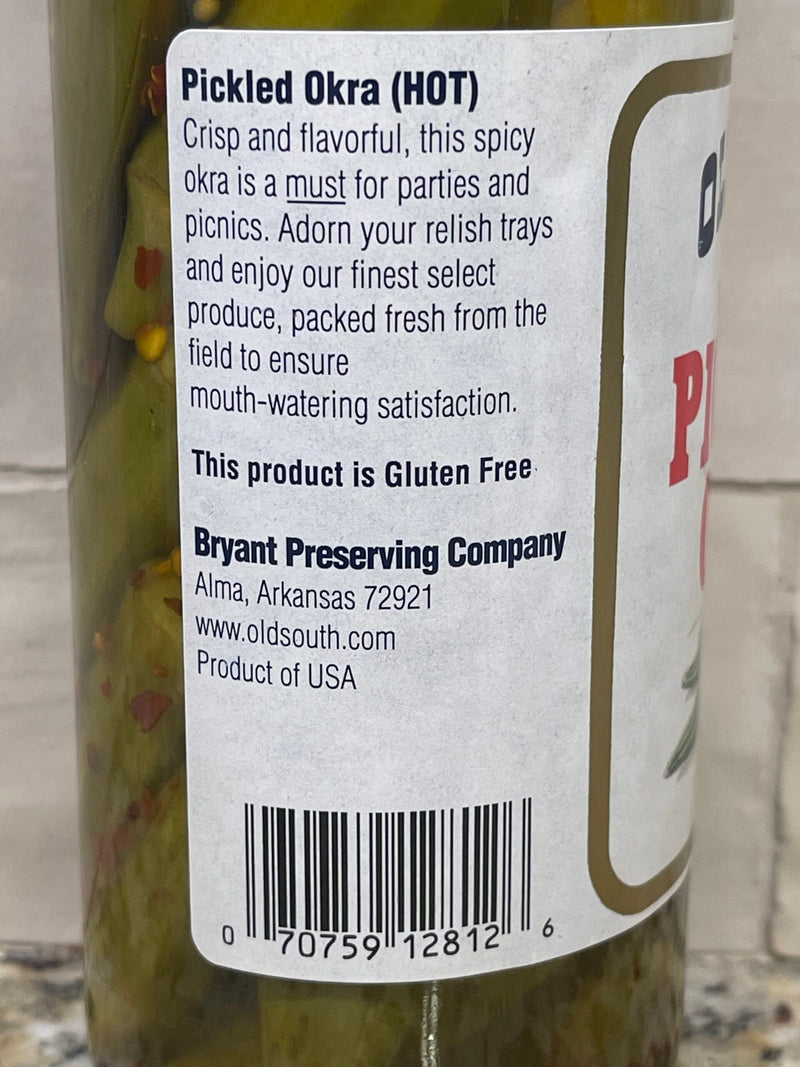 Pickled Okra (HOT)
Crisp and flavorful, this spicy
okra is a must for parties and
picnics. Adorn your relish trays
and enjoy our finest select
produce, packed fresh from the
field to ensure
mouth-watering satisfaction.
This product is Gluten Free
Bryant Preserving Company
Alma, Arkansas 72921
www.oldsouth.com
Product of USA
0 70759 12812 6